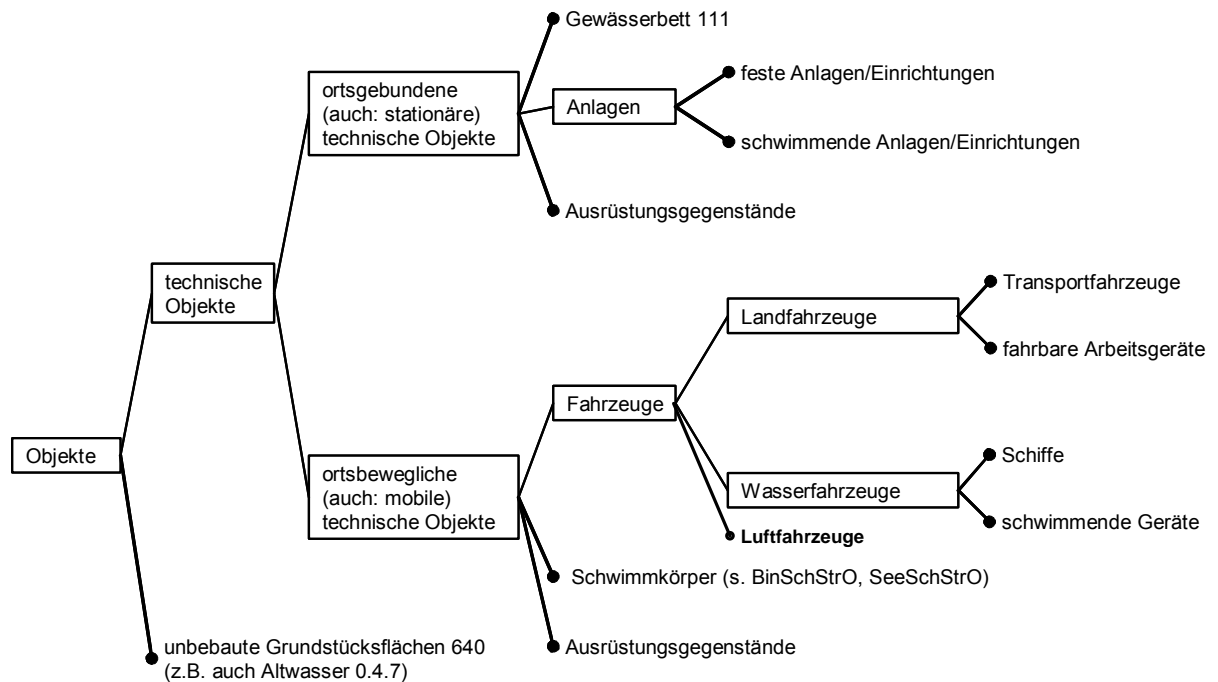 Gewässerbett 111
feste Anlagen/Einrichtungen
ortsgebundene
(auch: stationäre)
technische Objekte
Anlagen
schwimmende Anlagen/Einrichtungen
Ausrüstungsgegenstände
technische
Objekte
Transportfahrzeuge
Landfahrzeuge
fahrbare Arbeitsgeräte
Fahrzeuge
Objekte
ortsbewegliche
(auch: mobile)
technische Objekte
Schiffe
Wasserfahrzeuge
schwimmende Geräte
Luftfahrzeuge
Schwimmkörper (s. BinSchStrO, SeeSchStrO)
unbebaute Grundstücksflächen 640
(z.B. auch Altwasser 0.4.7)
Ausrüstungsgegenstände